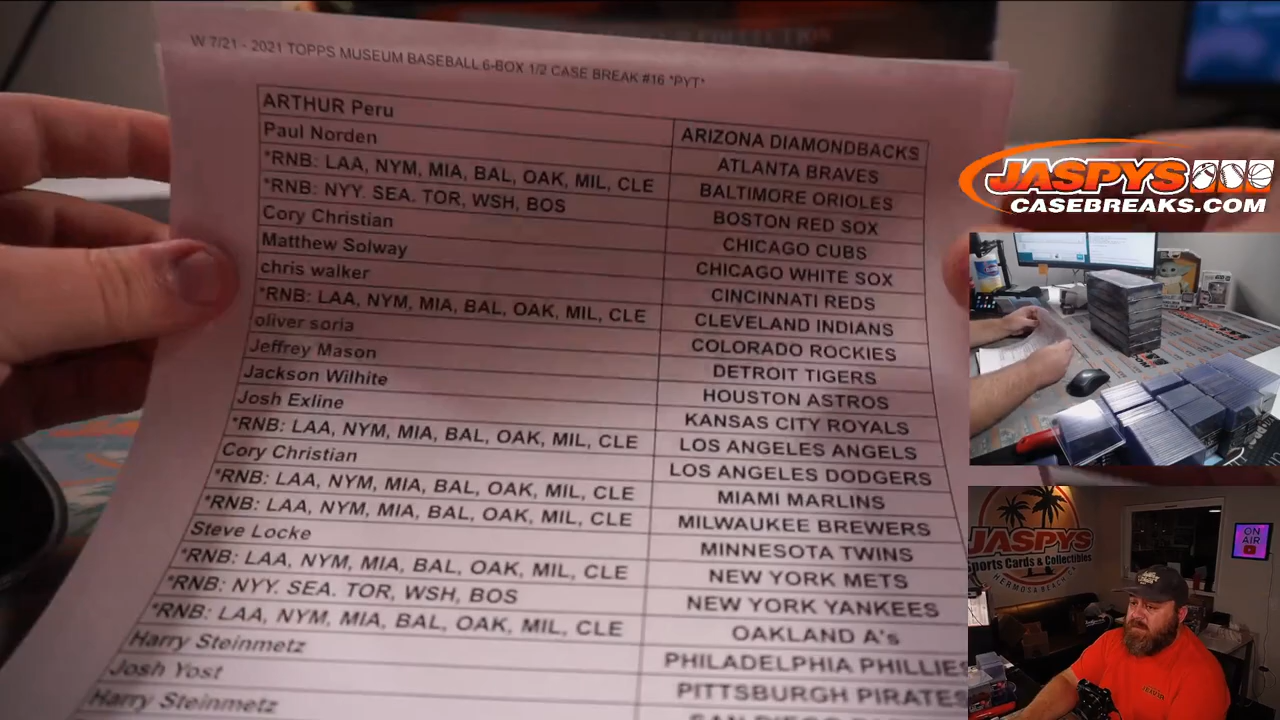 W 7/21 - 2021 TOPPS MUSEUM BASEBALL 6-BOX 1/2 CASE BREAK #16 *PYT*
ARTHUR Peru ARIZONA DIAMONDBACKS
Paul Norden ATLANTA BRAVES
*RNB: LAA, NYM, MIA, BAL, OAK, MIL, CLE BALTIMORE ORIOLES
*RNB: NYY. SEA. TOR, WSH, BOS BOSTON RED SOX
Cory Christian CHICAGO CUBS
Matthew Solway CHICAGO WHITE SOX
chris walker CINCINNATI REDS
*RNB: LAA, NYM, MIA, BAL, OAK, MIL, CLE CLEVELAND INDIANS
oliver soria COLORADO ROCKIES
Jeffrey Mason DETROIT TIGERS
Jackson Wilhite HOUSTON ASTROS
Josh Exline KANSAS CITY ROYALS
*RNB: LAA, NYM, MIA, BAL, OAK, MIL, CLE LOS ANGELES ANGELS
Cory Christian LOS ANGELES DODGERS
*RNB: LAA, NYM, MIA, BAL, OAK, MIL, CLE MIAMI MARLINS
*RNB: LAA, NYM, MIA, BAL, OAK, MIL, CLE MILWAUKEE BREWERS
Steve Locke MINNESOTA TWINS
*RNB: LAA, NYM, MIA, BAL, OAK, MIL, CLE NEW YORK METS
*RNB: NYY. SEA. TOR, WSH, BOS NEW YORK YANKEES
*RNB: LAA, NYM, MIA, BAL, OAK, MIL, CLE OAKLAND A's
Harry Steinmetz PHILADELPHIA PHILLIES
Josh Yost PITTSBURGH PIRATES
Harry Steinmetz SAN DIEGO
JASPYS
CASEBREAKS.COM
JASPYS
Sports Cards & Collectibles
HERMOSA BEACH, CA
ON
AIR